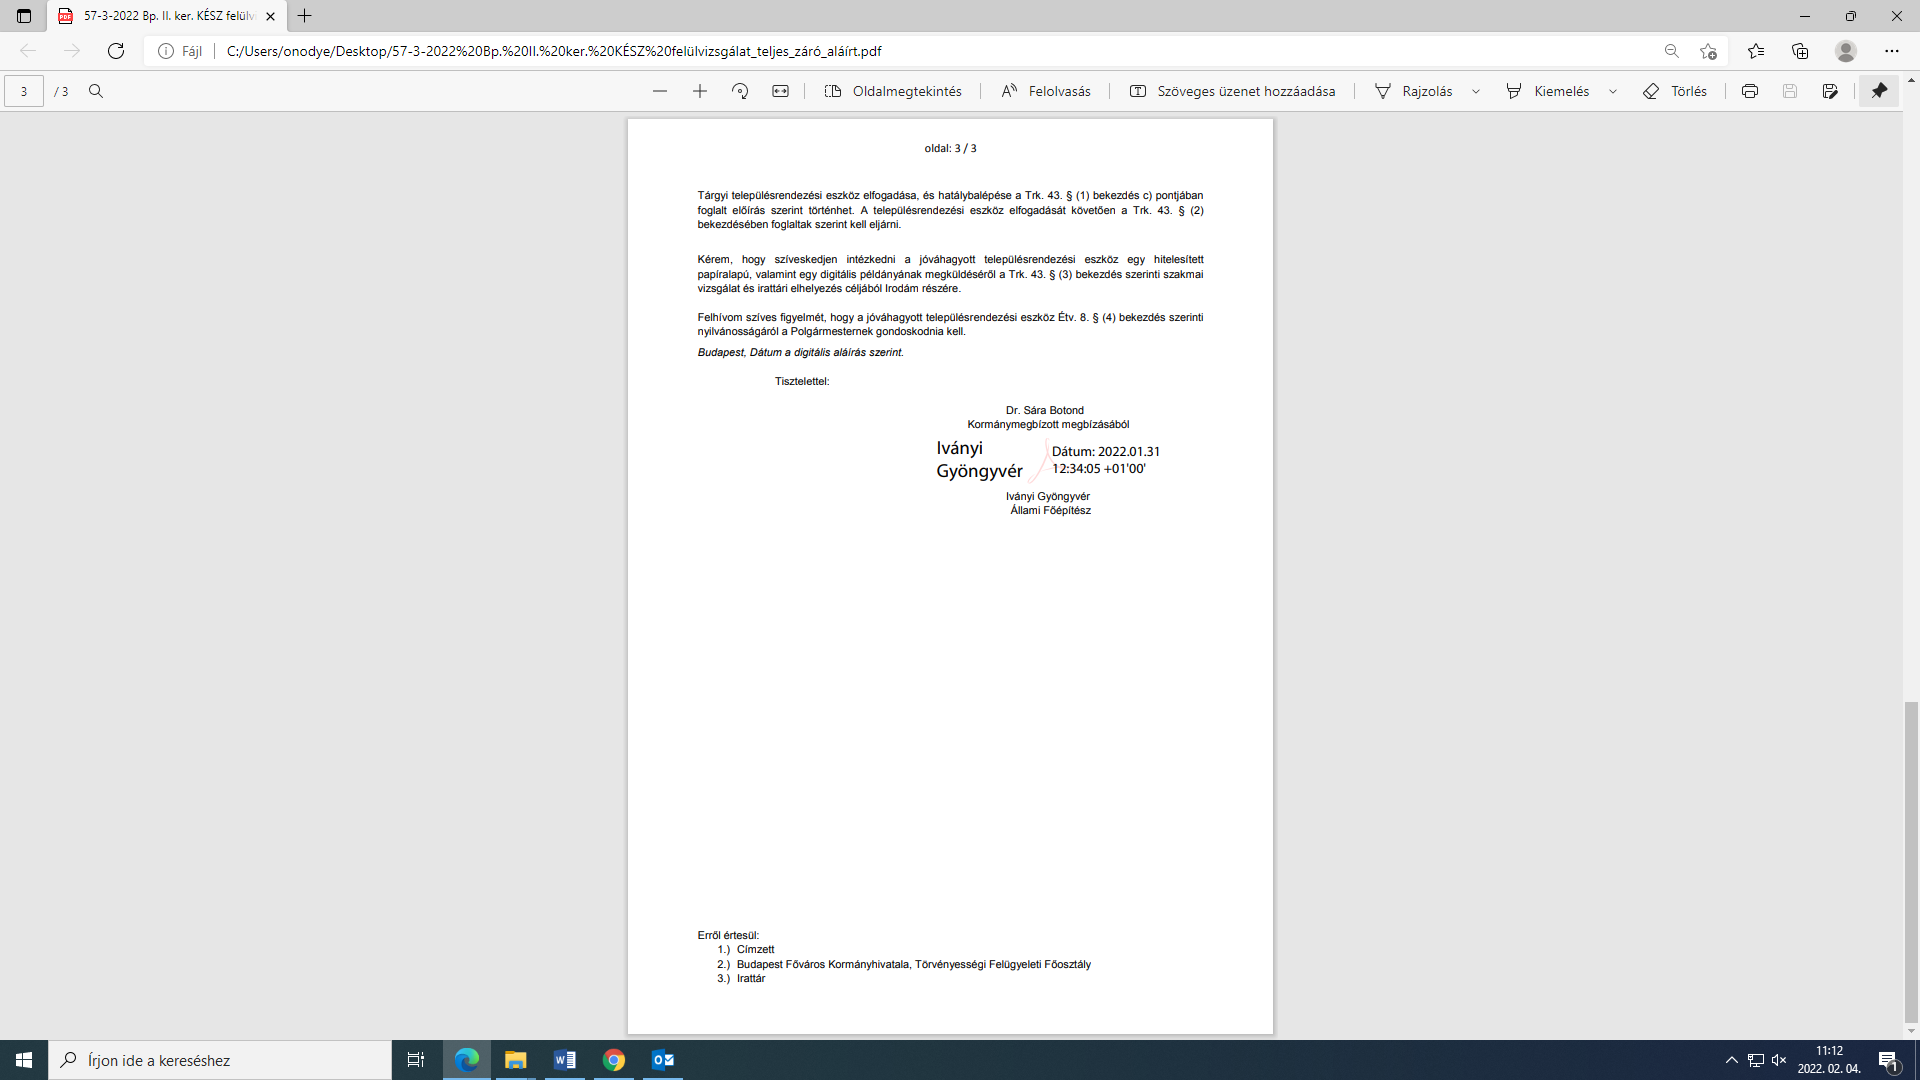 57-3-2022 Bp. II. ker. KÉSZ felülv
Fájl
C:/Users/onodye/Desktop/57-3-2022%20Bp.%20II.%20ker.%20KÉSZ%20felülvizsgálat_teljes_záró_aláírt.pdf
3 / 3
Oldalmegtekintés
Felolvasás
Szöveges üzenet hozzáadása
Rajzolás
Kiemelés
Törlés
oldal: 3 / 3
Tárgyi településrendezési eszköz elfogadása, és hatálybalépése a Trk. 43. § (1) bekezdés c) pontjában
foglalt előírás szerint történhet. A településrendezési eszköz elfogadását követően a Trk. 43. § (2)
bekezdésében foglaltak szerint kell eljárni.
Kérem, hogy szíveskedjen intézkedni a jóváhagyott településrendezési eszköz egy hitelesített
papíralapú, valamint egy digitális példányának megküldéséről a Trk. 43. § (3) bekezdés szerinti szakmai
vizsgálat és irattári elhelyezés céljából Irodám részére.
Felhívom szíves figyelmét, hogy a jóváhagyott településrendezési eszköz Étv. 8. § (4) bekezdés szerinti
nyilvánosságáról a Polgármesternek gondoskodnia kell.
Budapest, Dátum a digitális aláírás szerint.
Tisztelettel:
Dr. Sára Botond
Kormánymegbízott megbízásából
Iványi
Gyöngyvér
Dátum: 2022.01.31
12:34:05 +01'00'
Iványi Gyöngyvér
Állami Főépítész
Erről értesül:
1.) Címzett
2.) Budapest Főváros Kormányhivatala, Törvényességi Felügyeleti Főosztály
3.) Irattár
Írjon ide a kereséshez
11:12
2022. 02. 04.
1